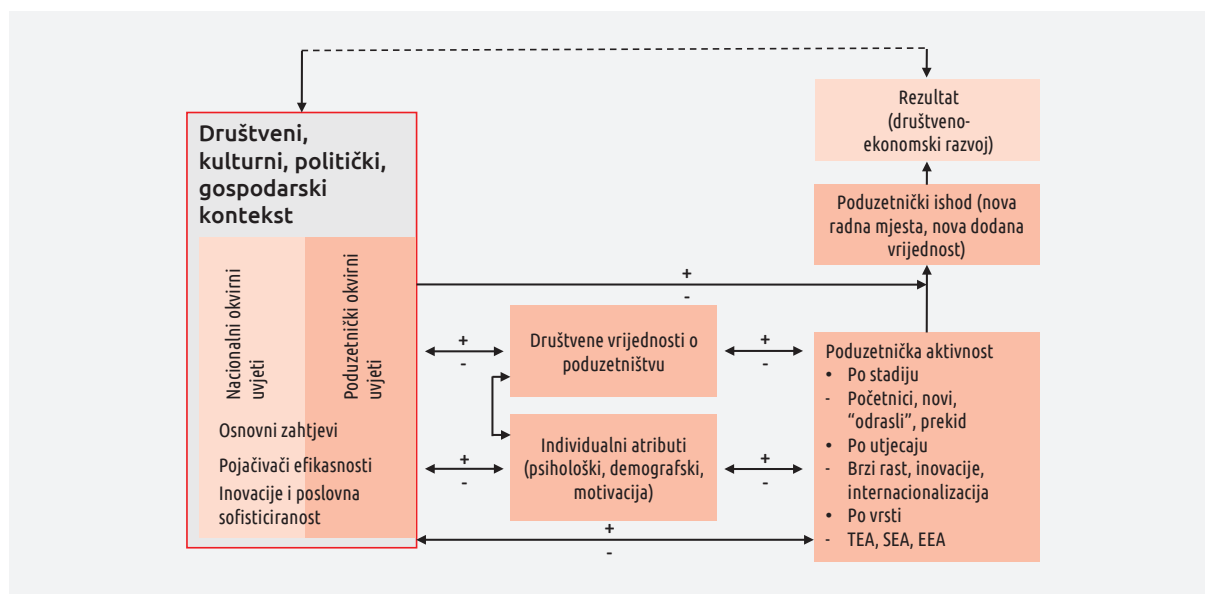 Društveni,
kulturni, politički,
gospodarski
kontekst
Nacionalni okvirni
uvjeti
Poduzetnički okvirni
uvjeti
Osnovni zahtjevi
Pojačivači efikasnosti
Inovacije i poslovna
sofisticiranost
Rezultat
(društveno-
ekonomski razvoj)
Poduzetnički ishod (nova
radna mjesta, nova dodana
vrijednost)
+
-
+
-
Društvene vrijednosti o
poduzetništvu
+
-
+
-
Individualni atributi
(psihološki, demografski,
motivacija)
+
-
+
-
Poduzetnička aktivnost
• Po stadiju
- Početnici, novi,
“odrasli”, prekid
• Po utjecaju
- Brzi rast, inovacije,
internacionalizacija
• Po vrsti
- TEA, SEA, EEA